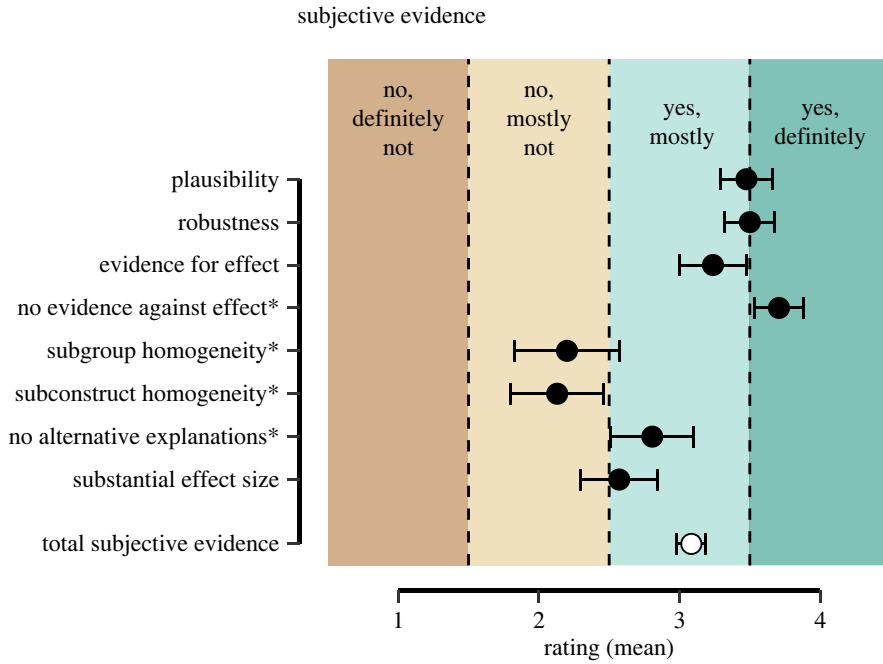 subjective evidence
no,
definitely
not
no,
mostly
not
yes,
mostly
yes,
definitely
plausibility
robustness
evidence for effect
no evidence against effect*
subgroup homogeneity*
subconstruct homogeneity*
no alternative explanations*
substantial effect size
total subjective evidence
1 2 3 4
rating (mean)